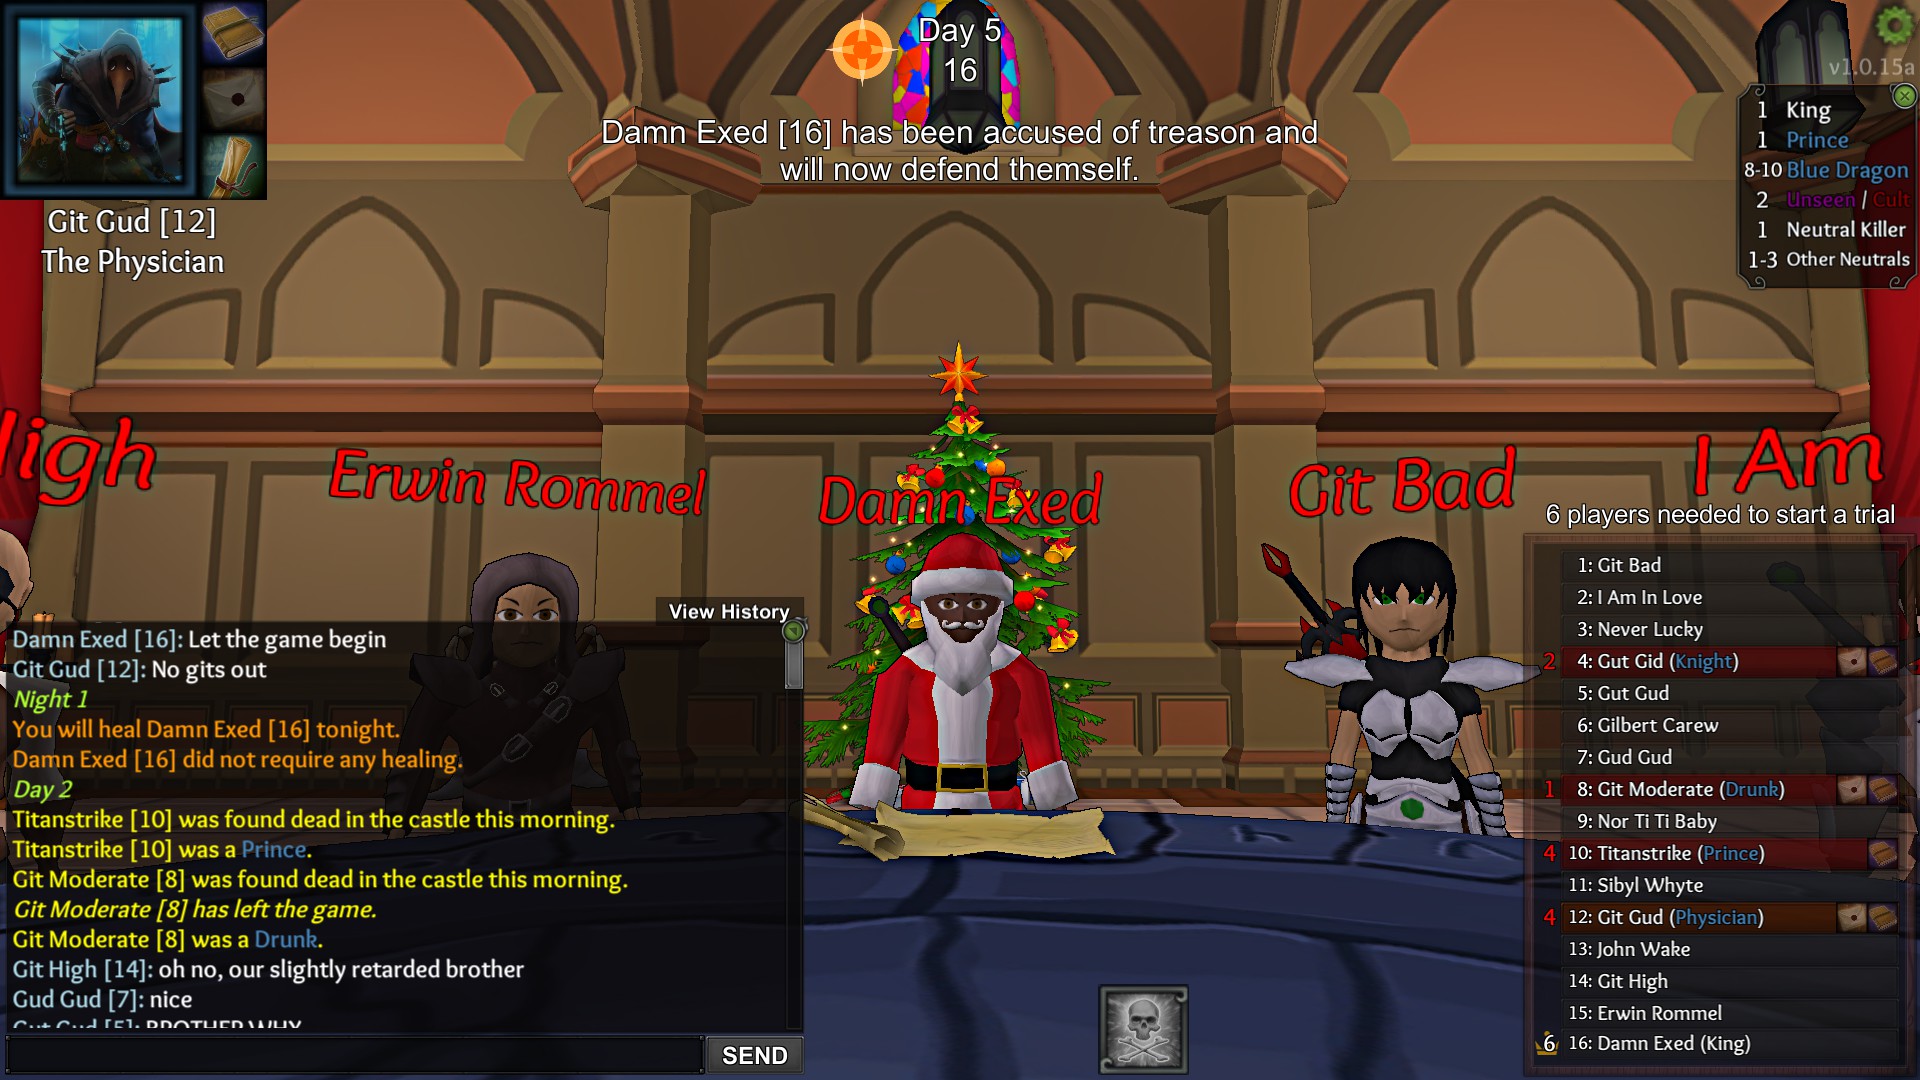 Day 5
16
Damn Exed [16] has been accused of treason and
will now defend themself.
v1.0.15a
1 King
1 Prince
8-10 Blue Dragon
2 Unseen / Cult
1 Neutral Killer
1-3 Other Neutrals
Git Gud [12]
The Physician
High
Erwin Rommel
Damn Exed
Git Bad
I Am
6 players needed to start a trial
1: Git Bad
2: I Am In Love
3: Never Lucky
2 4: Gut Gid (Knight)
5: Gut Gud
6: Gilbert Carew
7: Gud Gud
1 8: Git Moderate (Drunk)
9: Nor Ti Ti Baby
4 10: Titanstrike (Prince)
11: Sibyl Whyte
4 12: Git Gud (Physician)
13: John Wake
14: Git High
15: Erwin Rommel
6 16: Damn Exed (King)
View History
Damn Exed [16]: Let the game begin
Git Gud [12]: No gits out
Night 1
You will heal Damn Exed [16] tonight.
Damn Exed [16] did not require any healing.
Day 2
Titanstrike [10] was found dead in the castle this morning.
Titanstrike [10] was a Prince.
Git Moderate [8] was found dead in the castle this morning.
Git Moderate [8] has left the game.
Git Moderate [8] was a Drunk.
Git High [14]: oh no, our slightly retarded brother
Gud Gud [7]: nice
Gut Gud [5]: BROTHER WHY
SEND